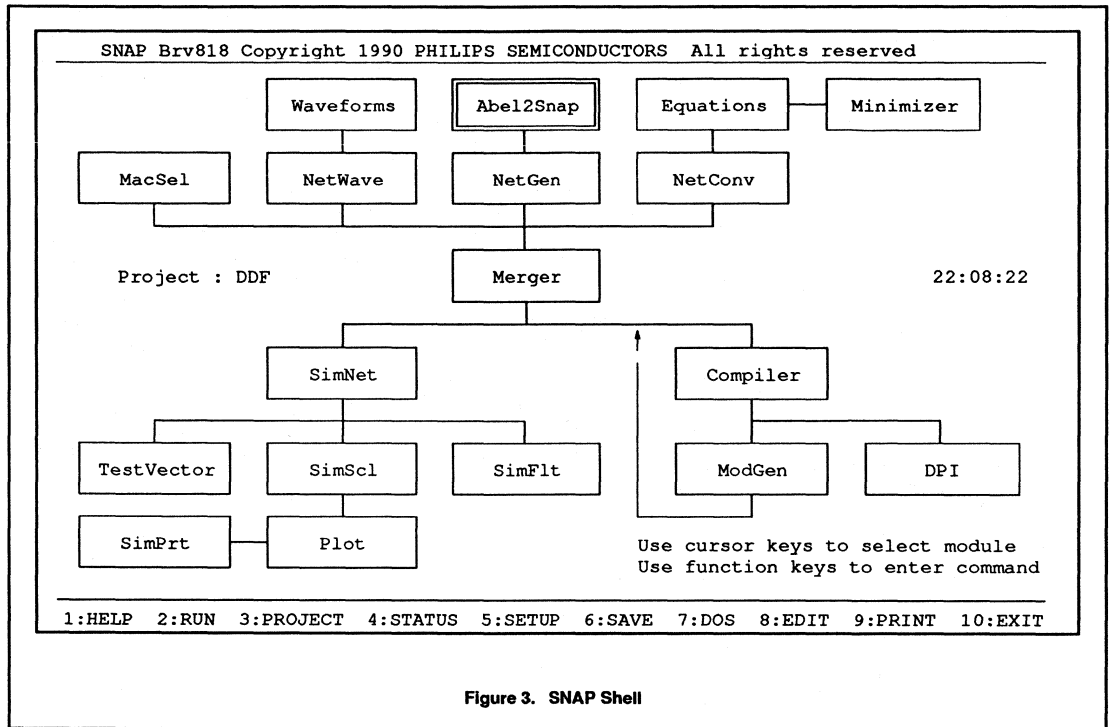 SNAP Brv818 Copyright 1990 PHILIPS SEMICONDUCTORS All rights reserved
Waveforms Abel2Snap Equations Minimizer
MacSel NetWave NetGen NetConv
Project : DDF Merger 22:08:22
SimNet Compiler
TestVector SimScl SimFlt ModGen DPI
SimPrt Plot
Use cursor keys to select module
Use function keys to enter command
1:HELP 2:RUN 3:PROJECT 4:STATUS 5:SETUP 6:SAVE 7:DOS 8:EDIT 9:PRINT 10:EXIT
Figure 3. SNAP Shell